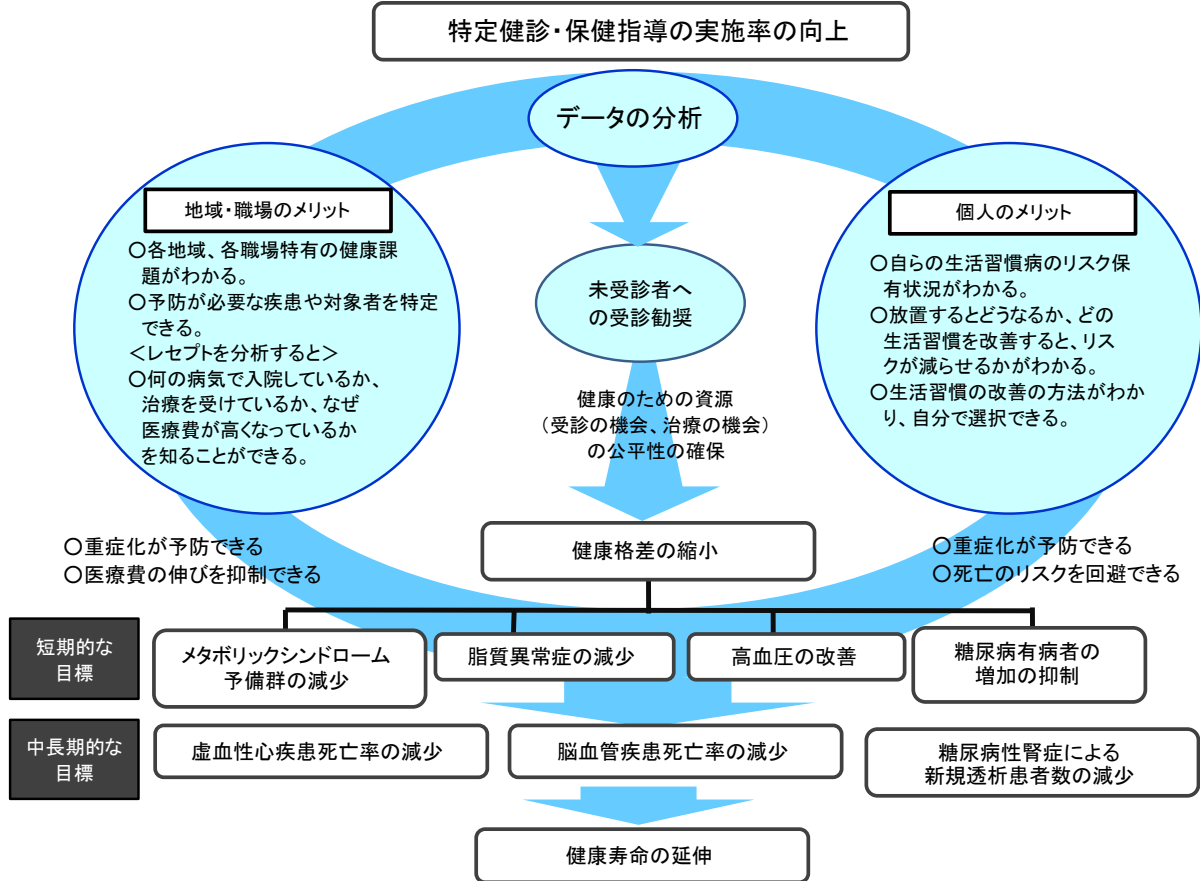 特定健診・保健指導の実施率の向上
データの分析
地域・職場のメリット
○各地域、各職場特有の健康課
題がわかる。
○予防が必要な疾患や対象者を特定
できる。
<レセプトを分析すると>
○何の病気で入院しているか、
治療を受けているか、なぜ
医療費が高くなっているか
を知ることができる。
未受診者へ
の受診勧奨
個人のメリット
○自らの生活習慣病のリスク保
有状況がわかる。
○放置するとどうなるか、どの
生活習慣を改善すると、リス
クが減らせるかがわかる。
○生活習慣の改善の方法がわか
り、自分で選択できる。
健康のための資源
(受診の機会、治療の機会)
の公平性の確保
○重症化が予防できる
○医療費の伸びを抑制できる
健康格差の縮小
○重症化が予防できる
○死亡のリスクを回避できる
短期的な
目標
メタボリックシンドローム
予備群の減少
脂質異常症の減少
高血圧の改善
糖尿病有病者の
増加の抑制
中長期的な
目標
虚血性心疾患死亡率の減少
脳血管疾患死亡率の減少
糖尿病性腎症による
新規透析患者数の減少
健康寿命の延伸